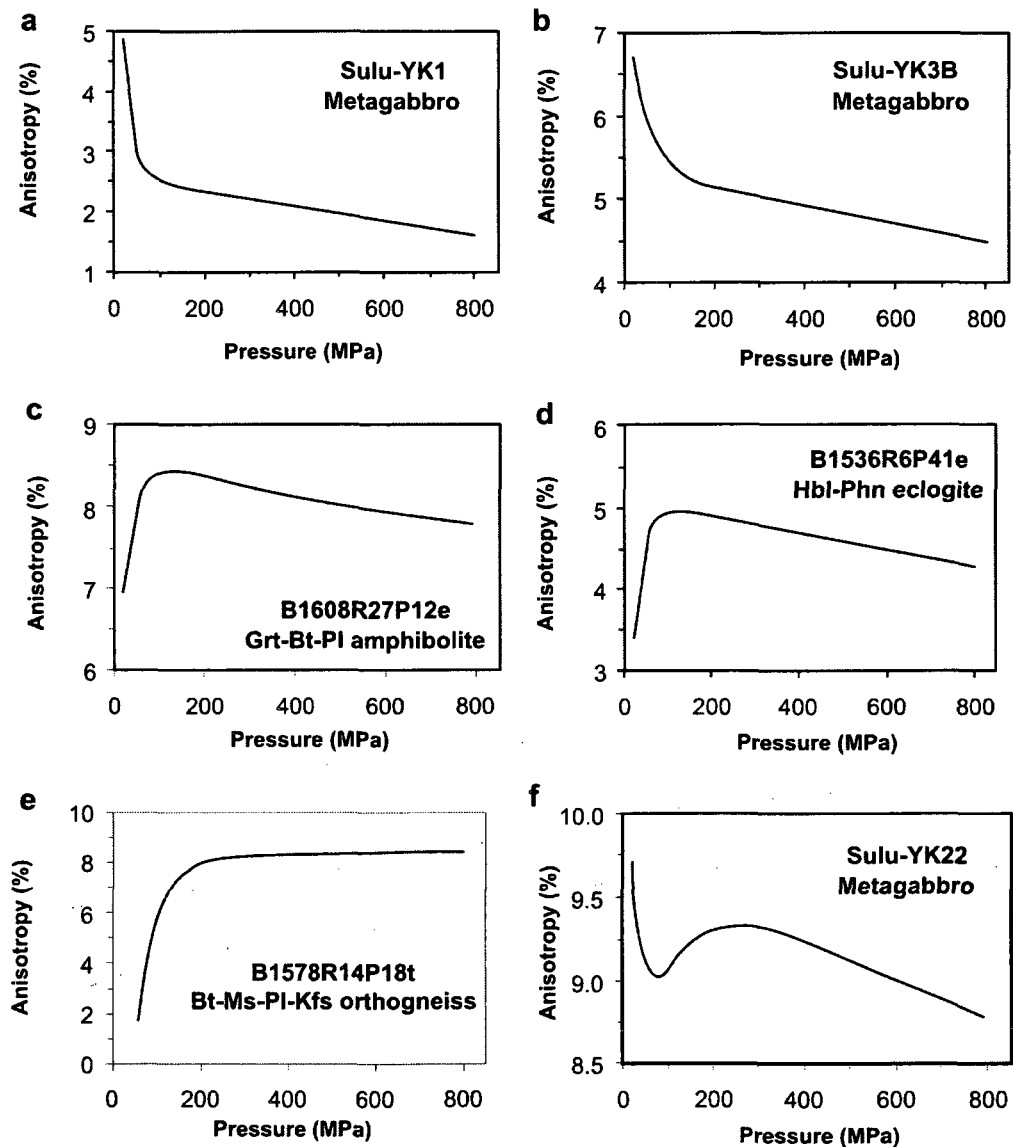 a
5
4
3
2
1
Anisotropy (%)
Sulu-YK1
Metagabbro
0 200 400 600 800
Pressure (MPa)
b
7
6
5
4
Anisotropy (%)
Sulu-YK3B
Metagabbro
0 200 400 600 800
Pressure (MPa)
c
9
8
7
6
Anisotropy (%)
B1608R27P12e
Grt-Bt-Pl amphibolite
0 200 400 600 800
Pressure (MPa)
d
6
5
4
3
Anisotropy (%)
B1536R6P41e
Hbl-Phn eclogite
0 200 400 600 800
Pressure (MPa)
e
10
8
6
4
2
0
Anisotropy (%)
B1578R14P18t
Bt-Ms-Pl-Kfs orthogneiss
0 200 400 600 800
Pressure (MPa)
f
10.0
9.5
9.0
8.5
Anisotropy (%)
Sulu-YK22
Metagabbro
0 200 400 600 800
Pressure (MPa)